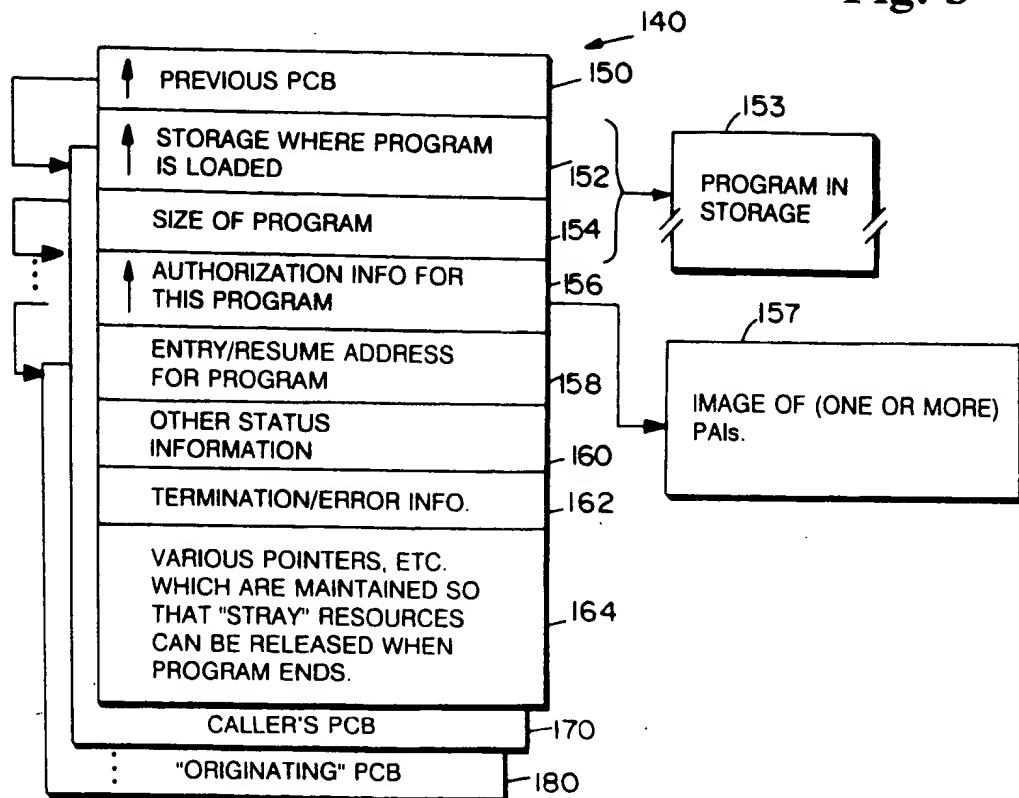 140
PREVIOUS PCB
150
STORAGE WHERE PROGRAM
IS LOADED
152
SIZE OF PROGRAM
154
AUTHORIZATION INFO FOR
THIS PROGRAM
156
ENTRY/RESUME ADDRESS
FOR PROGRAM
158
OTHER STATUS
INFORMATION
160
TERMINATION/ERROR INFO.
162
VARIOUS POINTERS, ETC.
WHICH ARE MAINTAINED SO
THAT "STRAY" RESOURCES
CAN BE RELEASED WHEN
PROGRAM ENDS.
164
CALLER'S PCB
170
"ORIGINATING" PCB
180
153
PROGRAM IN
STORAGE
157
IMAGE OF (ONE OR MORE)
PAIs.